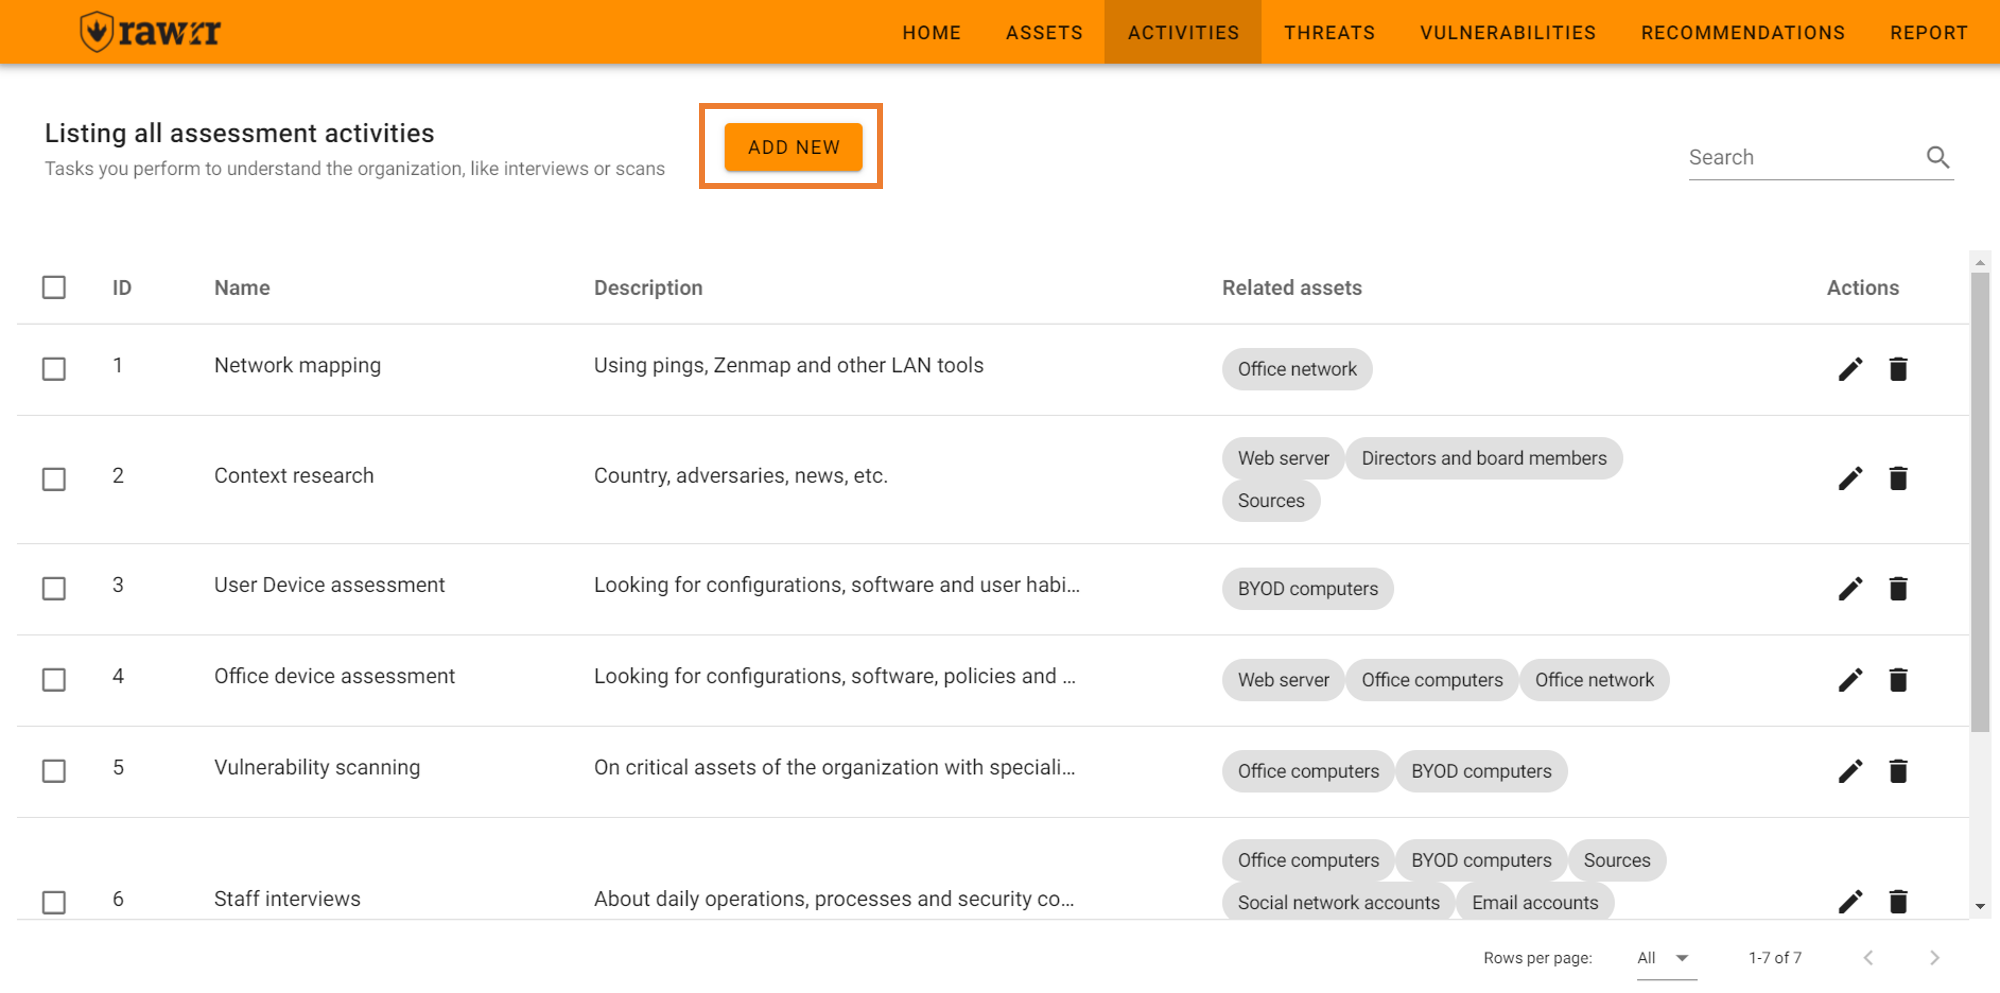 rawrr
HOME ASSETS ACTIVITIES THREATS VULNERABILITIES RECOMMENDATIONS REPORT
Listing all assessment activities
Tasks you perform to understand the organization, like interviews or scans
ADD NEW
Search
ID Name Description Related assets Actions
1 Network mapping Using pings, Zenmap and other LAN tools Office network
2 Context research Country, adversaries, news, etc. Web server Directors and board members
Sources
3 User Device assessment Looking for configurations, software and user habi... BYOD computers
4 Office device assessment Looking for configurations, software, policies and ... Web server Office computers Office network
5 Vulnerability scanning On critical assets of the organization with speciali... Office computers BYOD computers
Office computers BYOD computers Sources
6 Staff interviews About daily operations, processes and security co... Social network accounts Email accounts
Rows per page: All 1-7 of 7